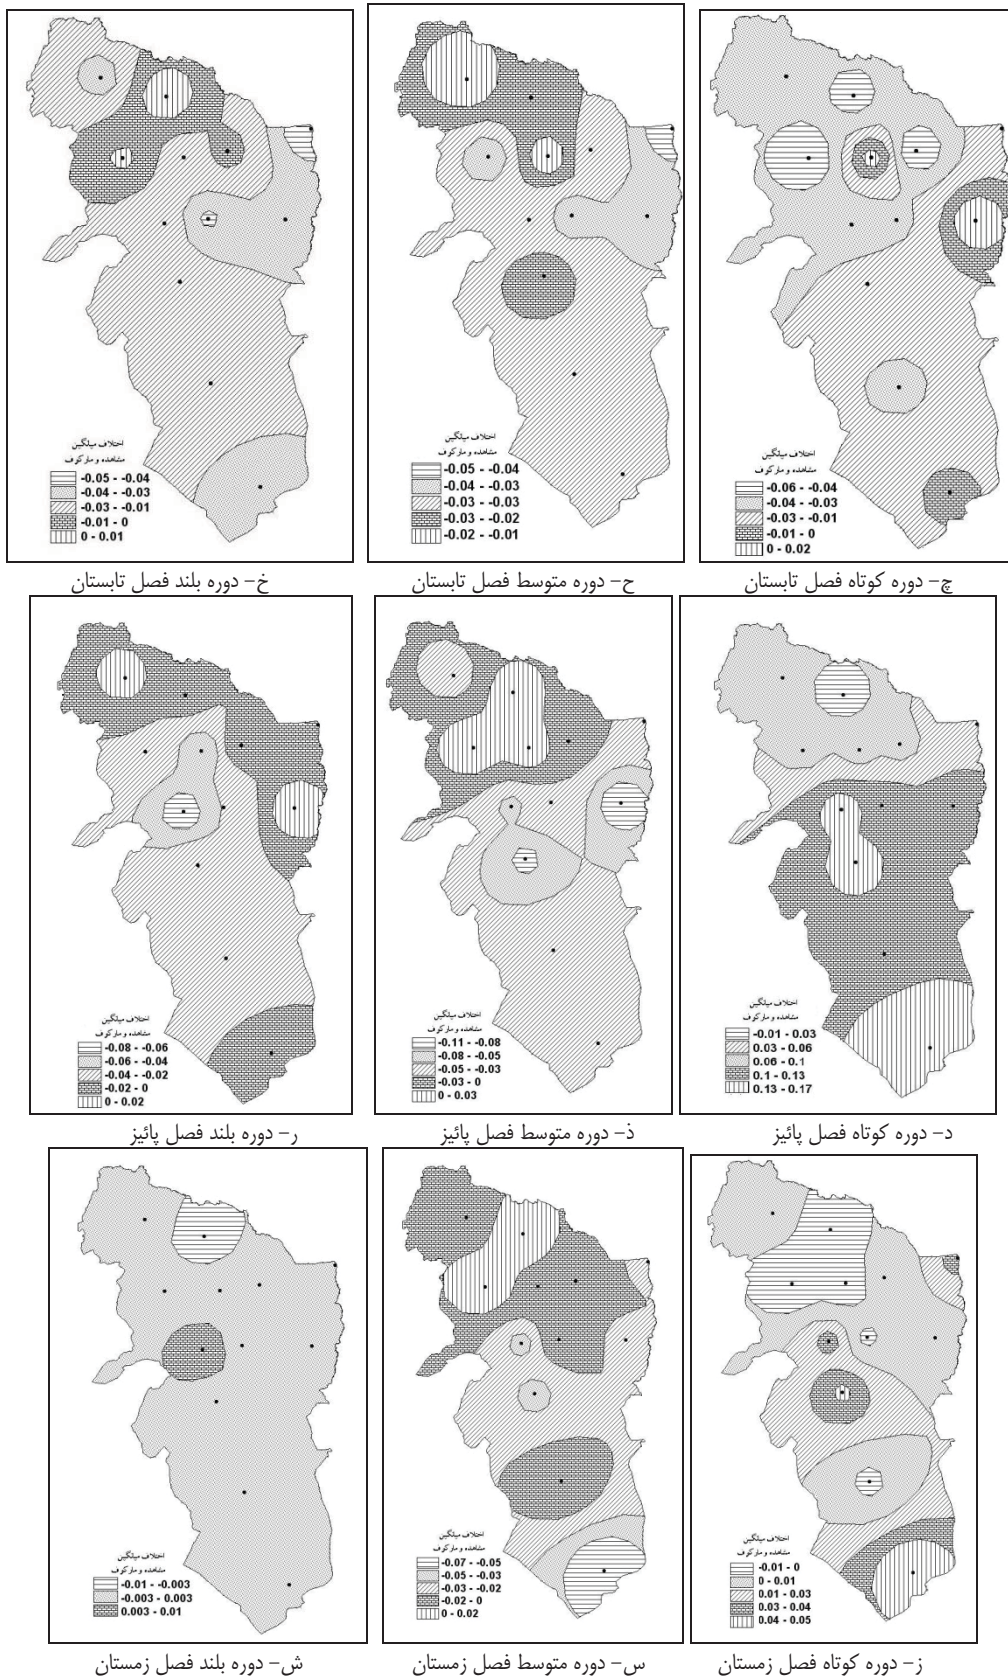 اختلاف میانگین
مشاهده و مارکوف
-0.06 - -0.04
-0.04 - -0.03
-0.03 - -0.01
-0.01 - 0
0 - 0.02
چ- دوره کوتاه فصل تابستان
اختلاف میانگین
مشاهده و مارکوف
-0.05 - -0.04
-0.04 - -0.03
-0.03 - -0.03
-0.03 - -0.02
-0.02 - -0.01
ح- دوره متوسط فصل تابستان
اختلاف میانگین
مشاهده و مارکوف
-0.05 - -0.04
-0.04 - -0.03
-0.03 - -0.01
-0.01 - 0
0 - 0.01
خ- دوره بلند فصل تابستان
اختلاف میانگین
مشاهده و مارکوف
-0.01 - 0.03
0.03 - 0.06
0.06 - 0.1
0.1 - 0.13
0.13 - 0.17
د- دوره کوتاه فصل پائیز
اختلاف میانگین
مشاهده و مارکوف
-0.11 - -0.08
-0.08 - -0.05
-0.05 - -0.03
-0.03 - 0
0 - 0.03
ذ- دوره متوسط فصل پائیز
اختلاف میانگین
مشاهده و مارکوف
-0.08 - -0.06
-0.06 - -0.04
-0.04 - -0.02
-0.02 - 0
0 - 0.02
ر- دوره بلند فصل پائیز
اختلاف میانگین
مشاهده و مارکوف
-0.01 - 0
0 - 0.01
0.01 - 0.03
0.03 - 0.04
0.04 - 0.05
ز- دوره کوتاه فصل زمستان
اختلاف میانگین
مشاهده و مارکوف
-0.07 - -0.05
-0.05 - -0.03
-0.03 - -0.02
-0.02 - 0
0 - 0.02
س- دوره متوسط فصل زمستان
اختلاف میانگین
مشاهده و مارکوف
-0.01 - -0.003
-0.003 - 0.003
0.003 - 0.01
ش- دوره بلند فصل زمستان